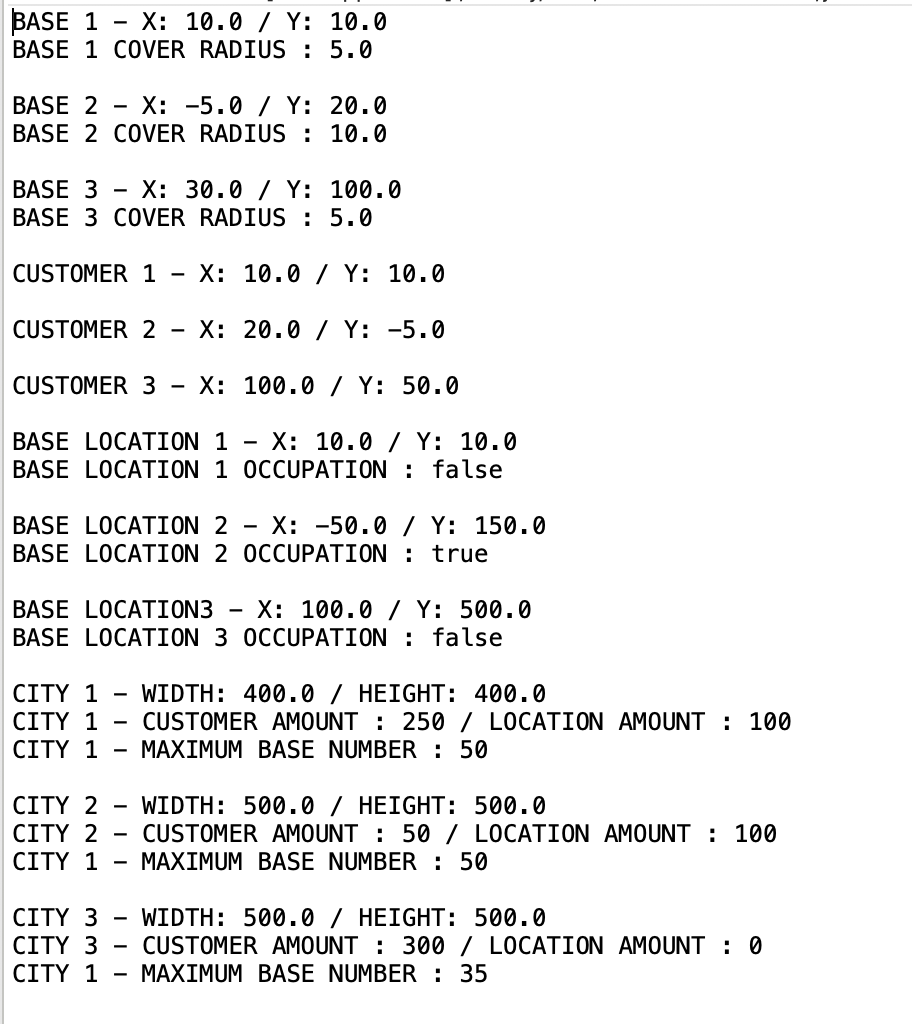 BASE 1 – X: 10.0 / Y: 10.0
BASE 1 COVER RADIUS : 5.0
BASE 2 – X: –5.0 / Y: 20.0
BASE 2 COVER RADIUS : 10.0
BASE 3 – X: 30.0 / Y: 100.0
BASE 3 COVER RADIUS : 5.0
CUSTOMER 1 – X: 10.0 / Y: 10.0
CUSTOMER 2 – X: 20.0 / Y: –5.0
CUSTOMER 3 – X: 100.0 / Y: 50.0
BASE LOCATION 1 – X: 10.0 / Y: 10.0
BASE LOCATION 1 OCCUPATION : false
BASE LOCATION 2 – X: –50.0 / Y: 150.0
BASE LOCATION 2 OCCUPATION : true
BASE LOCATION3 – X: 100.0 / Y: 500.0
BASE LOCATION 3 OCCUPATION : false
CITY 1 – WIDTH: 400.0 / HEIGHT: 400.0
CITY 1 – CUSTOMER AMOUNT : 250 / LOCATION AMOUNT : 100
CITY 1 – MAXIMUM BASE NUMBER : 50
CITY 2 – WIDTH: 500.0 / HEIGHT: 500.0
CITY 2 – CUSTOMER AMOUNT : 50 / LOCATION AMOUNT : 100
CITY 1 – MAXIMUM BASE NUMBER : 50
CITY 3 – WIDTH: 500.0 / HEIGHT: 500.0
CITY 3 – CUSTOMER AMOUNT : 300 / LOCATION AMOUNT : 0
CITY 1 – MAXIMUM BASE NUMBER : 35